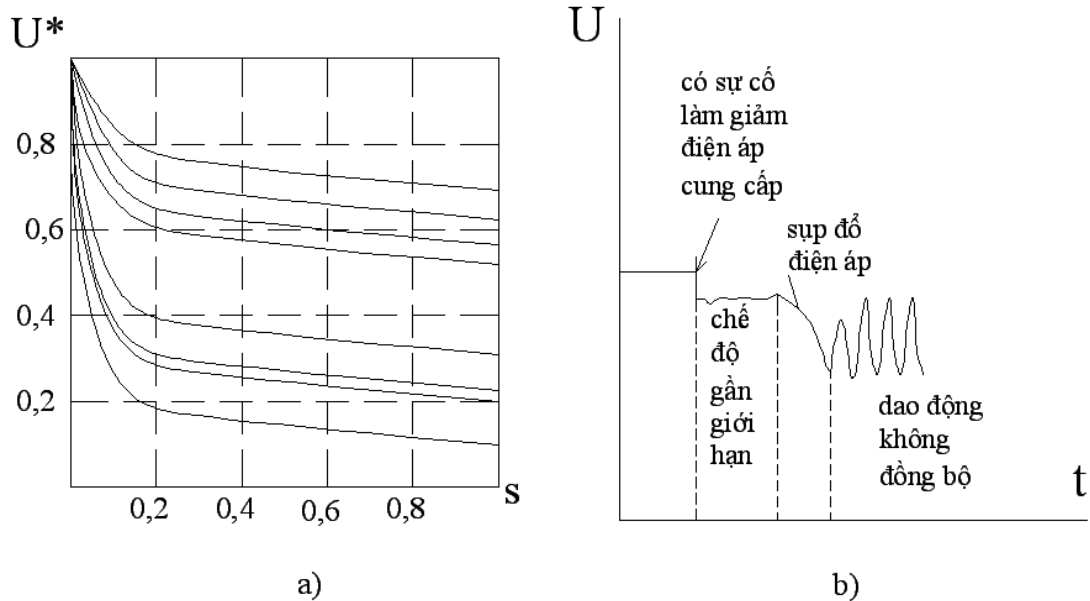 U*
0,8
0,6
0,4
0,2
0,2 0,4 0,6 0,8
s
a)
U
có sự cố
làm giảm
điện áp
cung cấp
sụp đổ
điện áp
chế
độ
gần
giới
hạn
dao động
không
đồng bộ
t
b)